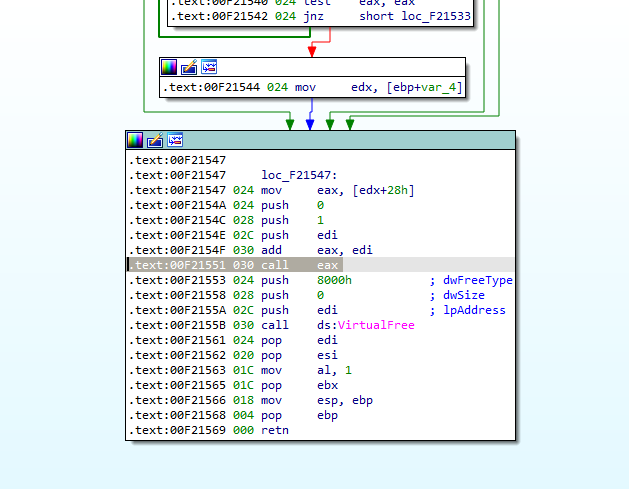 .text:00F21540 024 test    eax, eax
.text:00F21542 024 jnz     short loc_F21533
.text:00F21544 024 mov     edx, [ebp+var_4]
.text:00F21547
.text:00F21547     loc_F21547:
.text:00F21547 024 mov     eax, [edx+28h]
.text:00F2154A 024 push    0
.text:00F2154C 028 push    1
.text:00F2154E 02C push    edi
.text:00F2154F 030 add     eax, edi
.text:00F21551 030 call    eax
.text:00F21553 024 push    8000h           ; dwFreeType
.text:00F21558 028 push    0               ; dwSize
.text:00F2155A 02C push    edi             ; lpAddress
.text:00F2155B 030 call    ds:VirtualFree
.text:00F21561 024 pop     edi
.text:00F21562 020 pop     esi
.text:00F21563 01C mov     al, 1
.text:00F21565 01C pop     ebx
.text:00F21566 018 mov     esp, ebp
.text:00F21568 004 pop     ebp
.text:00F21569 000 retn